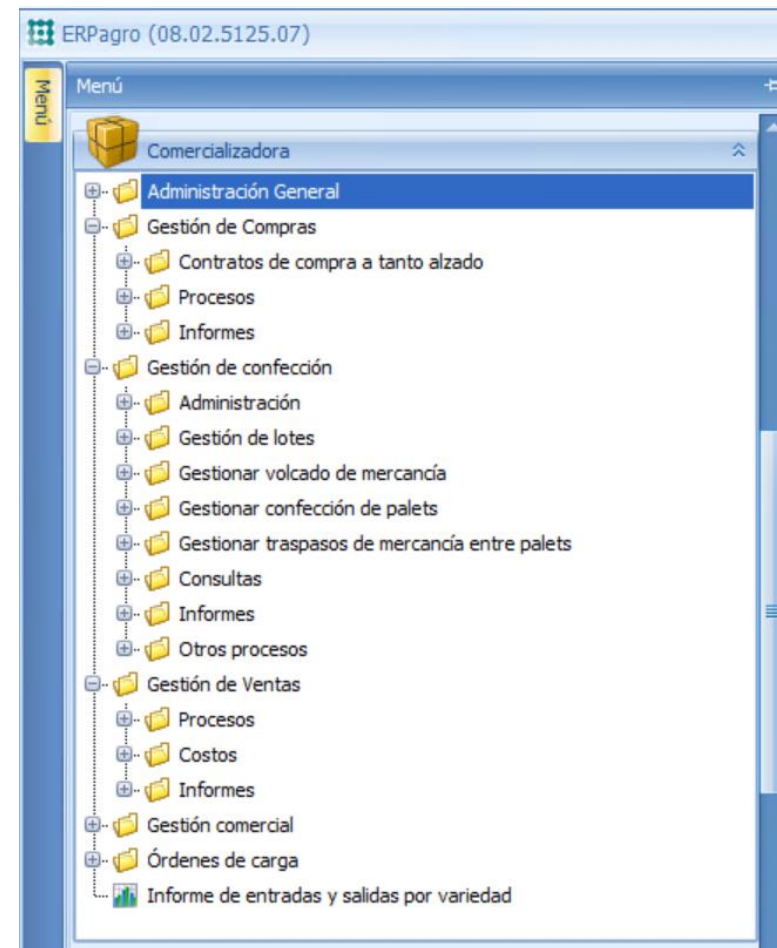 ERPagro (08.02.5125.07)
Menú
Menú
Comercializadora
Administración General
Gestión de Compras
Contratos de compra a tanto alzado
Procesos
Informes
Gestión de confección
Administración
Gestión de lotes
Gestionar volcado de mercancía
Gestionar confección de palets
Gestionar traspasos de mercancía entre palets
Consultas
Informes
Otros procesos
Gestión de Ventas
Procesos
Costos
Informes
Gestión comercial
Órdenes de carga
Informe de entradas y salidas por variedad